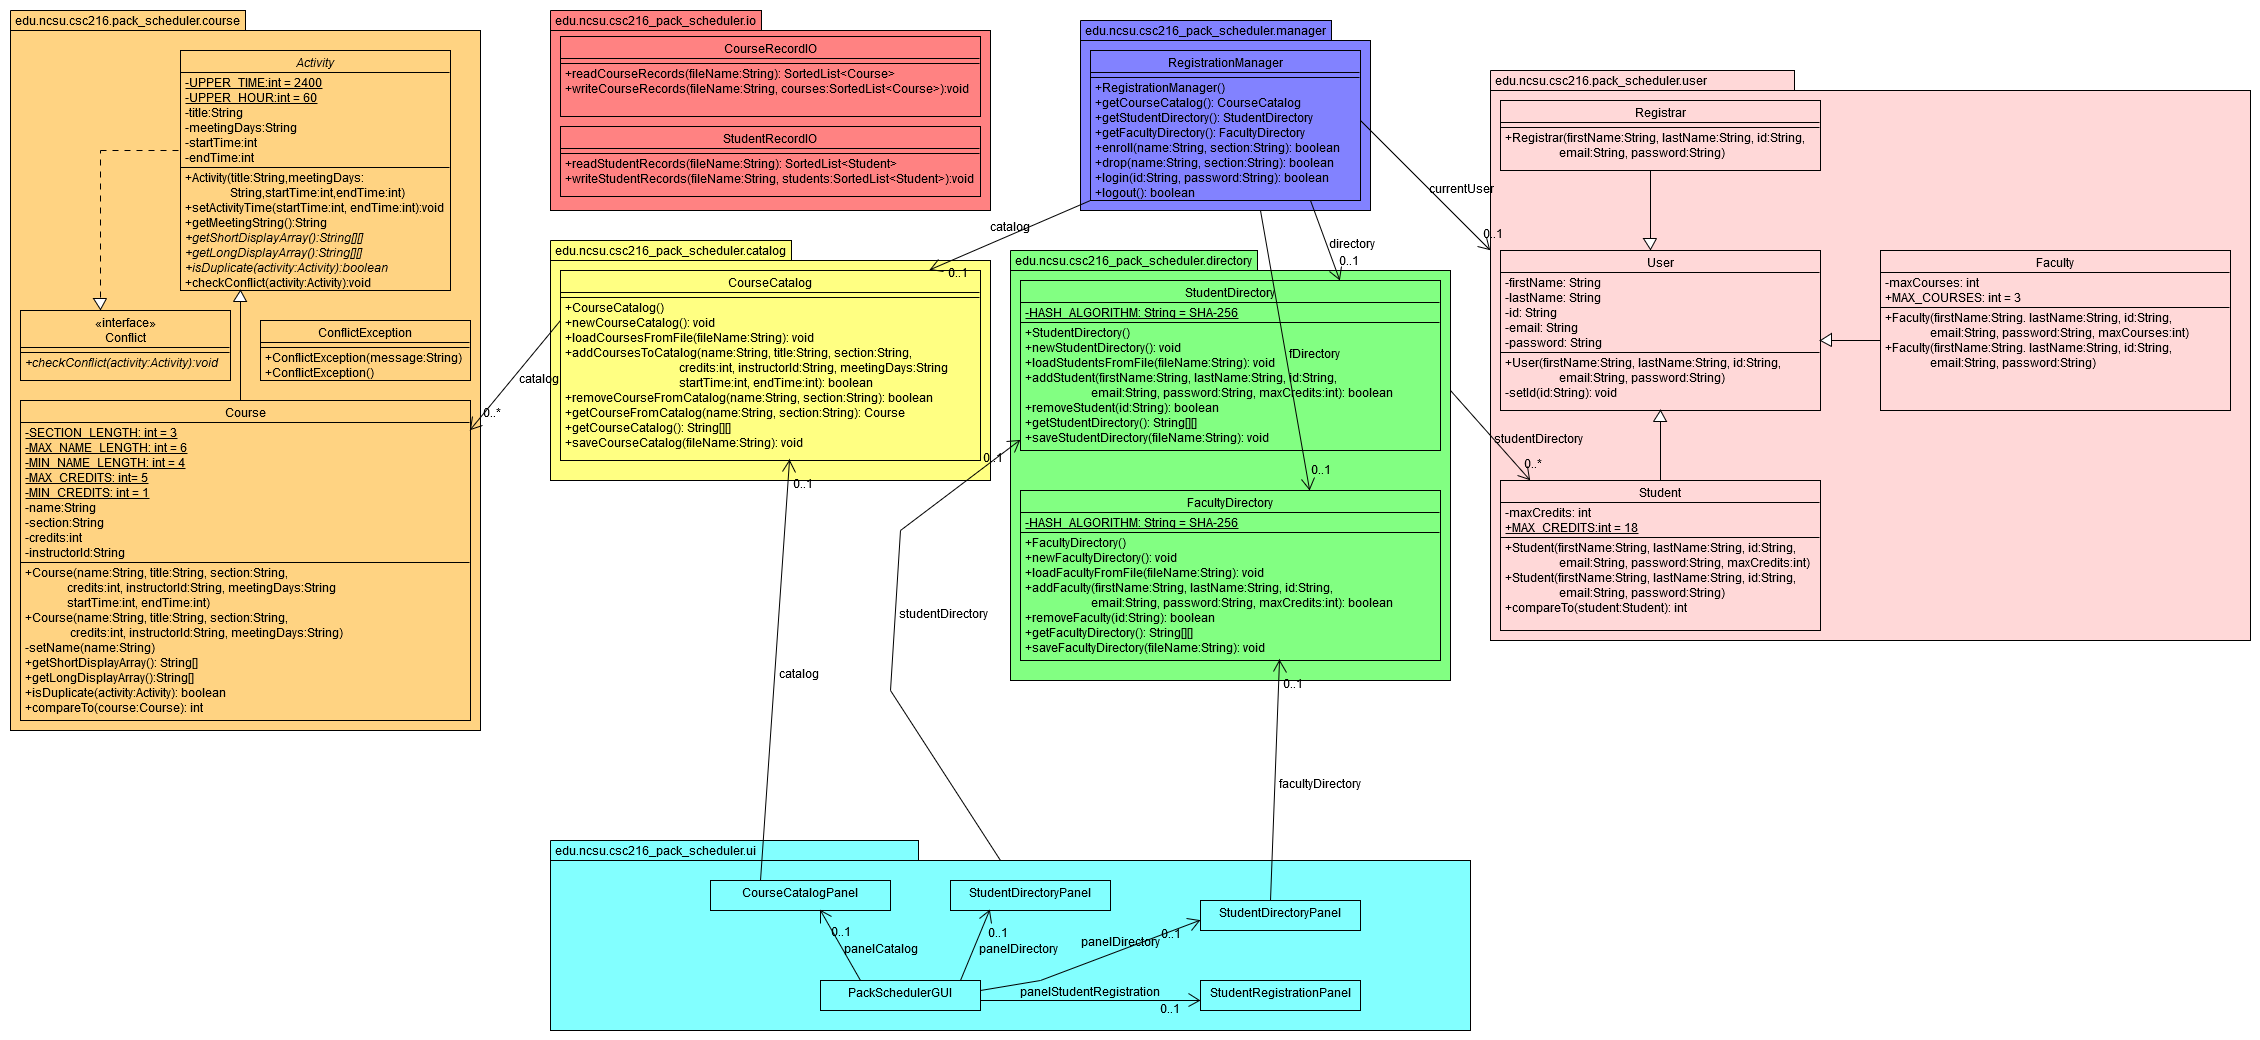 edu.ncsu.csc216.pack_scheduler.course
Activity
-UPPER_TIME:int = 2400
-UPPER_HOUR:int = 60
-title:String
-meetingDays:String
-startTime:int
-endTime:int
+Activity(title:String,meetingDays:
String,startTime:int,endTime:int)
+setActivityTime(startTime:int, endTime:int):void
+getMeetingString():String
+getShortDisplayArray():String[][]
+getLongDisplayArray():String[][]
+isDuplicate(activity:Activity):boolean
+checkConflict(activity:Activity):void
«interface»
Conflict
+checkConflict(activity:Activity):void
ConflictException
+ConflictException(message:String)
+ConflictException()
Course
-SECTION_LENGTH: int = 3
-MAX_NAME_LENGTH: int = 6
-MIN_NAME_LENGTH: int = 4
-MAX_CREDITS: int= 5
-MIN_CREDITS: int = 1
-name:String
-section:String
-credits:int
-instructorId:String
+Course(name:String, title:String, section:String,
credits:int, instructorId:String, meetingDays:String
startTime:int, endTime:int)
+Course(name:String, title:String, section:String,
credits:int, instructorId:String, meetingDays:String)
-setName(name:String)
+getShortDisplayArray(): String[]
+getLongDisplayArray():String[]
+isDuplicate(activity:Activity): boolean
+compareTo(course:Course): int
edu.ncsu.csc216_pack_scheduler.io
CourseRecordIO
+readCourseRecords(fileName:String): SortedList<Course>
+writeCourseRecords(fileName:String, courses:SortedList<Course>):void
StudentRecordIO
+readStudentRecords(fileName:String): SortedList<Student>
+writeStudentRecords(fileName:String, students:SortedList<Student>):void
edu.ncsu.csc216_pack_scheduler.manager
RegistrationManager
+RegistrationManager()
+getCourseCatalog(): CourseCatalog
+getStudentDirectory(): StudentDirectory
+getFacultyDirectory(): FacultyDirectory
+enroll(name:String, section:String): boolean
+drop(name:String, section:String): boolean
+login(id:String, password:String): boolean
+logout(): boolean
catalog
0..1
directory
0..1
currentUser
0..1
edu.ncsu.csc216_pack_scheduler.catalog
CourseCatalog
+CourseCatalog()
+newCourseCatalog(): void
+loadCoursesFromFile(fileName:String): void
+addCoursesToCatalog(name:String, title:String, section:String,
credits:int, instructorId:String, meetingDays:String
startTime:int, endTime:int): boolean
+removeCourseFromCatalog(name:String, section:String): boolean
+getCourseFromCatalog(name:String, section:String): Course
+getCourseCatalog(): String[][]
+saveCourseCatalog(fileName:String): void
catalog
0..*
edu.ncsu.csc216_pack_scheduler.directory
StudentDirectory
-HASH_ALGORITHM: String = SHA-256
+StudentDirectory()
+newStudentDirectory(): void
+loadStudentsFromFile(fileName:String): void
+addStudent(firstName:String, lastName:String, id:String,
email:String, password:String, maxCredits:int): boolean
+removeStudent(id:String): boolean
+getStudentDirectory(): String[][]
+saveStudentDirectory(fileName:String): void
fDirectory
0..1
FacultyDirectory
-HASH_ALGORITHM: String = SHA-256
+FacultyDirectory()
+newFacultyDirectory(): void
+loadFacultyFromFile(fileName:String): void
+addFaculty(firstName:String, lastName:String, id:String,
email:String, password:String, maxCredits:int): boolean
+removeFaculty(id:String): boolean
+getFacultyDirectory(): String[][]
+saveFacultyDirectory(fileName:String): void
studentDirectory
0..*
edu.ncsu.csc216.pack_scheduler.user
Registrar
+Registrar(firstName:String, lastName:String, id:String,
email:String, password:String)
User
-firstName: String
-lastName: String
-id: String
-email: String
-password: String
+User(firstName:String, lastName:String, id:String,
email:String, password:String)
-setId(id:String): void
Faculty
-maxCourses: int
+MAX_COURSES: int = 3
+Faculty(firstName:String. lastName:String, id:String,
email:String, password:String, maxCourses:int)
+Faculty(firstName:String. lastName:String, id:String,
email:String, password:String)
Student
-maxCredits: int
+MAX_CREDITS:int = 18
+Student(firstName:String, lastName:String, id:String,
email:String, password:String, maxCredits:int)
+Student(firstName:String, lastName:String, id:String,
email:String, password:String)
+compareTo(student:Student): int
0..1
catalog
0..1
studentDirectory
0..1
facultyDirectory
edu.ncsu.csc216_pack_scheduler.ui
CourseCatalogPanel
StudentDirectoryPanel
StudentDirectoryPanel
0..1
panelCatalog
0..1
panelDirectory
panelDirectory
0..1
PackSchedulerGUI
panelStudentRegistration
0..1
StudentRegistrationPanel